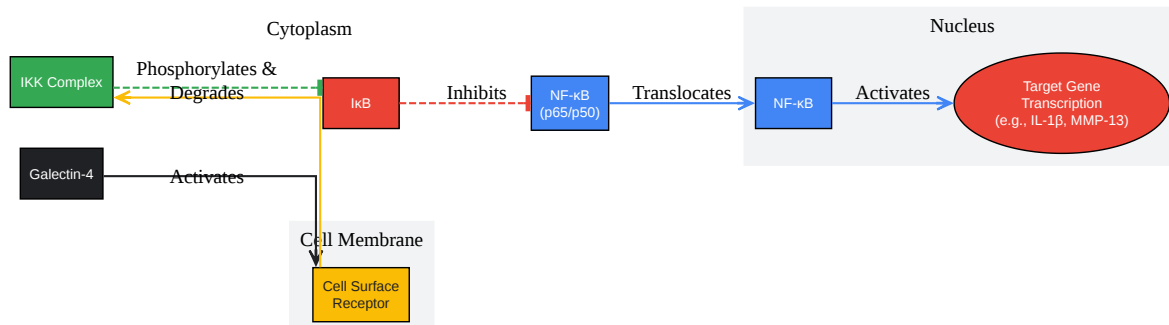 Cytoplasm
Nucleus
IKK Complex
Phosphorylates &
Degrades
IκB
Inhibits
NF-κB
(p65/p50)
Translocates
NF-κB
Activates
Target Gene
Transcription
(e.g., IL-1β, MMP-13)
Galectin-4
Activates
Cell Membrane
Cell Surface
Receptor